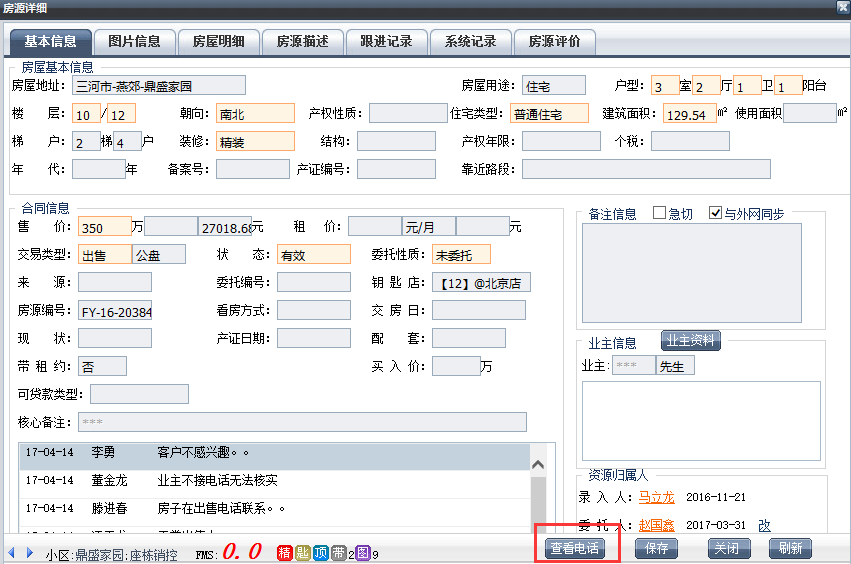 房源详细
基本信息 图片信息 房屋明细 房源描述 跟进记录 系统记录 房源评价
房屋基本信息
房屋地址: 三河市-燕郊-鼎盛家园 房屋用途: 住宅 户型: 3 室 2 厅 1 卫 1 阳台
楼 层: 10 / 12 朝向: 南北 产权性质: 住宅类型: 普通住宅 建筑面积: 129.54 m² 使用面积 m²
梯 户: 2 梯 4 户 装修: 精装 结构: 产权年限: 个税:
年 代: 年 备案号: 产证编号: 靠近路段:
合同信息
售 价: 350 万 27018.68 元 租 价: 元/月 元
交易类型: 出售 公盘 状 态: 有效 委托性质: 未委托
来 源: 委托编号: 钥 匙 店: 【12】@北京店
房源编号: FY-16-20384 看房方式: 交 房 日:
现 状: 产证日期: 配 套:
带 租 约: 否 买 入 价: 万
可贷款类型:
核心备注: ***
17-04-14 李勇 客户不感兴趣。。
17-04-14 董金龙 业主不接电话无法核实
17-04-14 滕进春 房子在出售电话联系。。
备注信息 急切 与外网同步
业主信息 业主资料
业主: *** 先生
资源归属人
录 入 人: 马立龙 2016-11-21
委 托 人: 赵国鑫 2017-03-31 改
小区:鼎盛家园;座栋销控 FMS: 0.0 猪 匙 顶 带 2 图 9 查看电话 保存 关闭 刷新